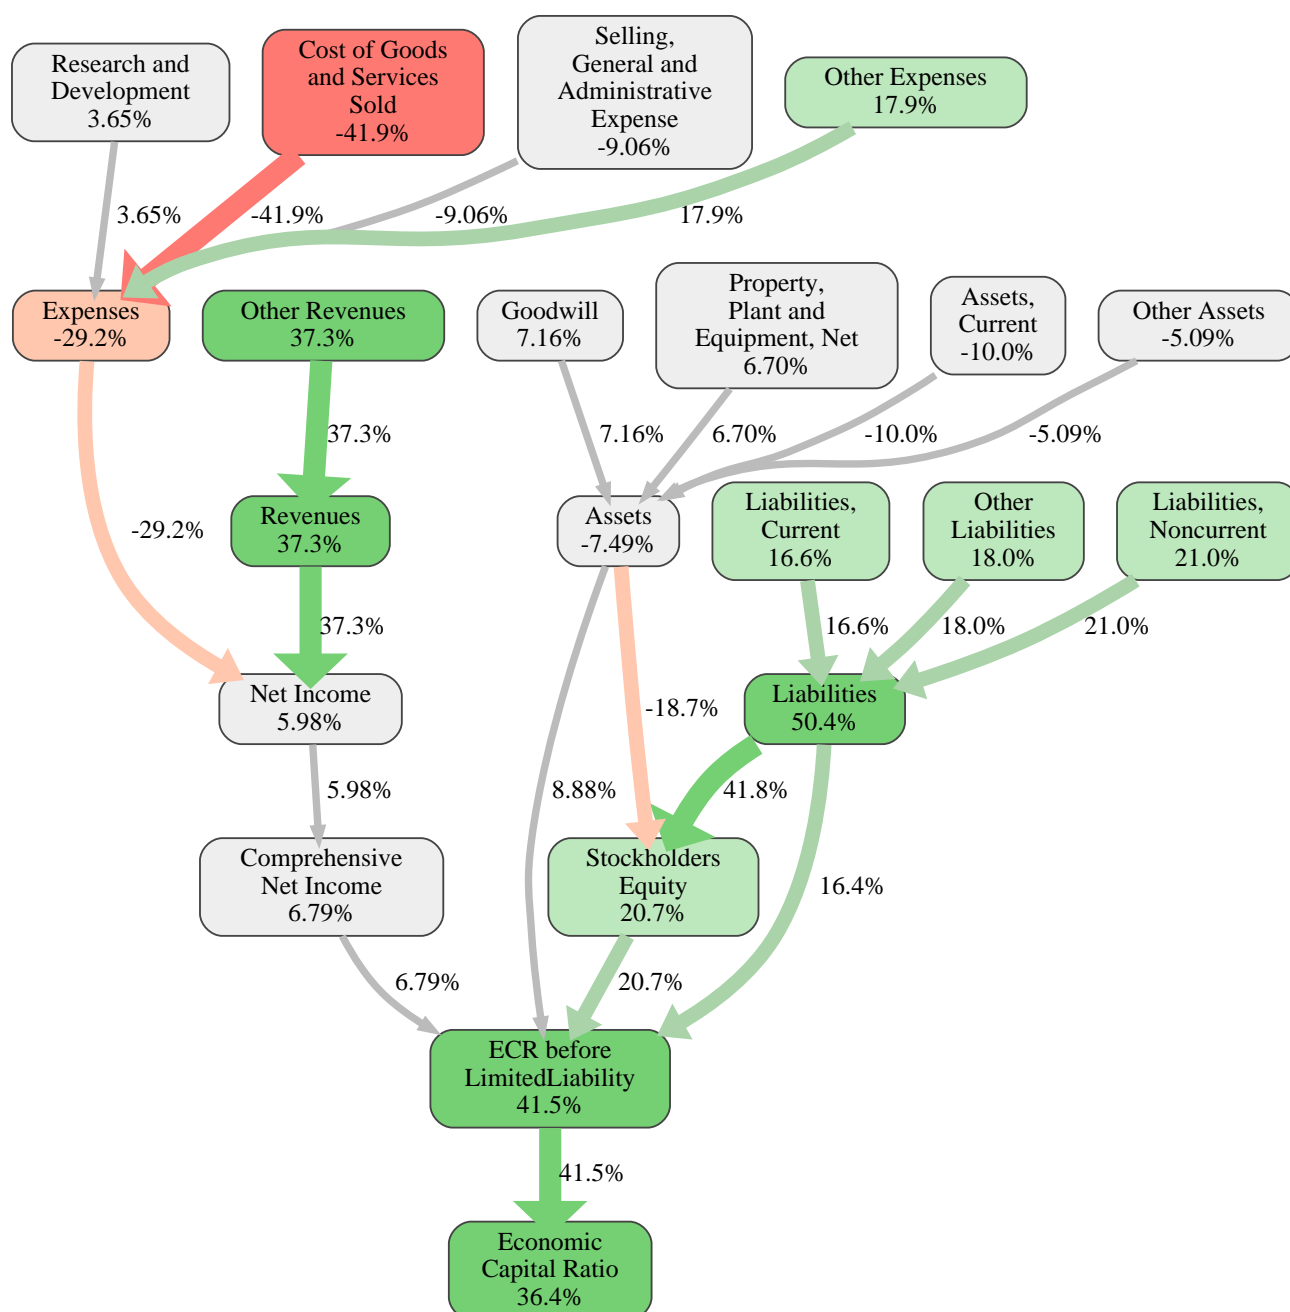 Research and
Development
3.65%
Cost of Goods
and Services
Sold
-41.9%
Selling,
General and
Administrative
Expense
-9.06%
Other Expenses
17.9%
3.65%
-41.9%
-9.06%
17.9%
Expenses
-29.2%
Other Revenues
37.3%
Goodwill
7.16%
Property,
Plant and
Equipment, Net
6.70%
Assets,
Current
-10.0%
Other Assets
-5.09%
37.3%
7.16%
6.70%
-10.0%
-5.09%
-29.2%
Revenues
37.3%
Assets
-7.49%
Liabilities,
Current
16.6%
Other
Liabilities
18.0%
Liabilities,
Noncurrent
21.0%
37.3%
16.6%
18.0%
21.0%
Net Income
5.98%
-18.7%
Liabilities
50.4%
5.98%
8.88%
41.8%
Comprehensive
Net Income
6.79%
Stockholders
Equity
20.7%
16.4%
6.79%
20.7%
ECR before
LimitedLiability
41.5%
41.5%
Economic
Capital Ratio
36.4%